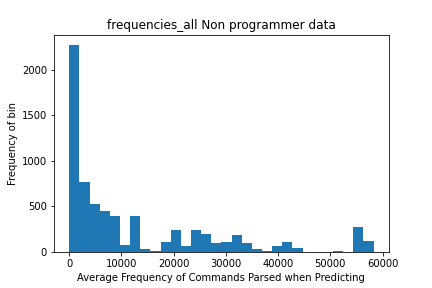 frequencies_all Non programmer data
Frequency of bin
2000
1500
1000
500
0
0 10000 20000 30000 40000 50000 60000
Average Frequency of Commands Parsed when Predicting